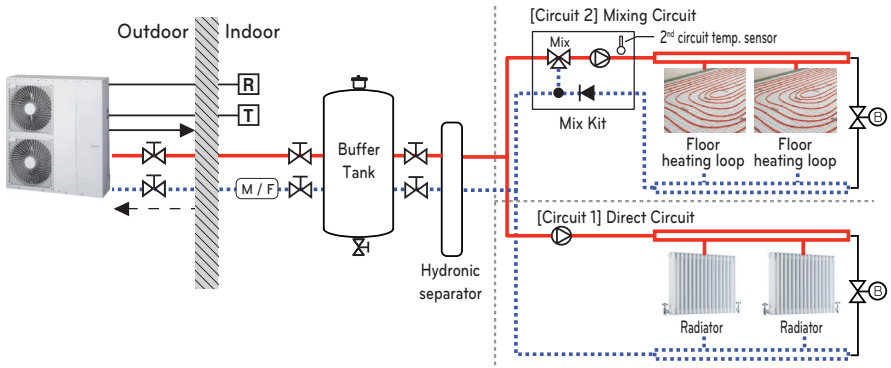 [Circuit 2] Mixing Circuit
Outdoor
Indoor
Mix
2nd circuit temp. sensor
R
T
B
Mix Kit
Buffer
Tank
Floor
heating loop
Floor
heating loop
M / F
[Circuit 1] Direct Circuit
Hydronic
separator
B
Radiator
Radiator